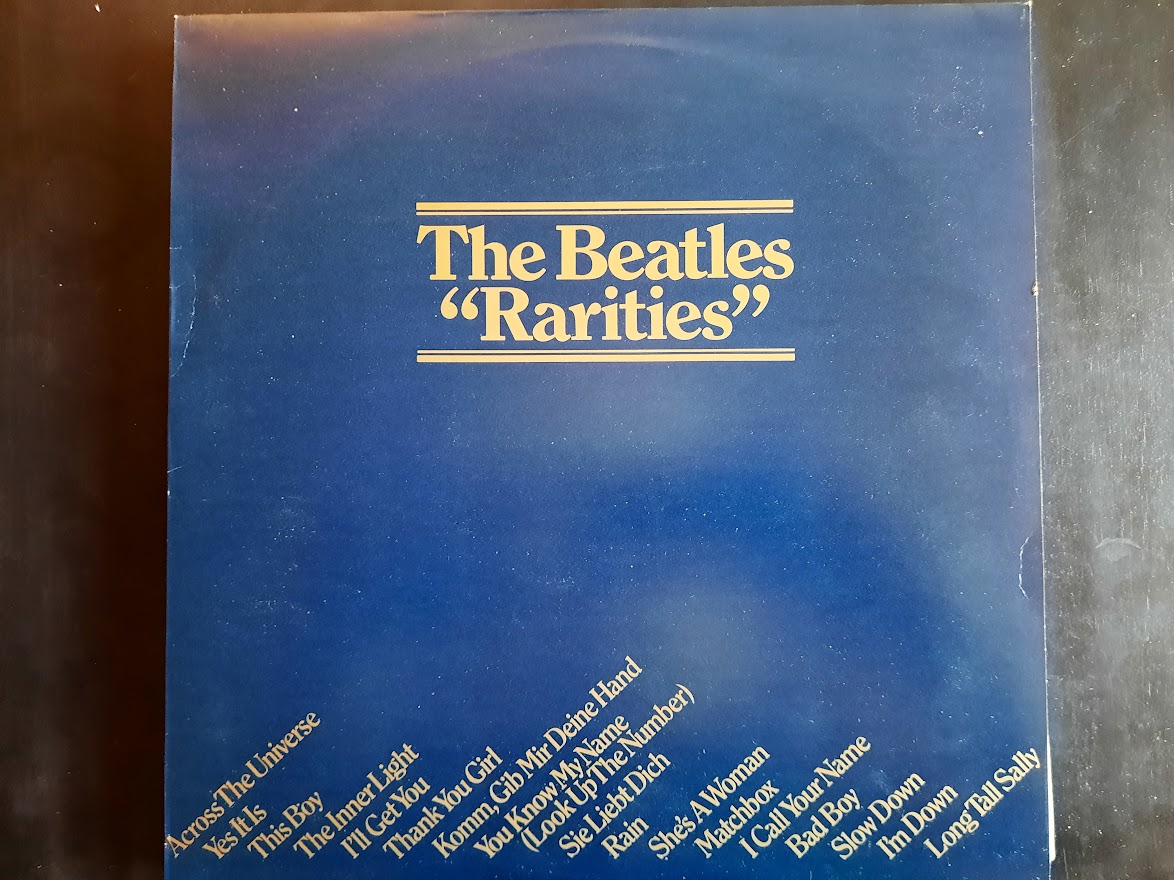 The Beatles
“Rarities”
Across The Universe
Yes It Is
This Boy
The Inner Light
I'll Get You
Thank You Girl
Komm, Gib Mir Deine Hand
You Know My Name
(Look Up The Number)
Sie Liebt Dich
Rain
She's A Woman
Matchbox
I Call Your Name
Bad Boy
Slow Down
I'm Down
Long Tall Sally